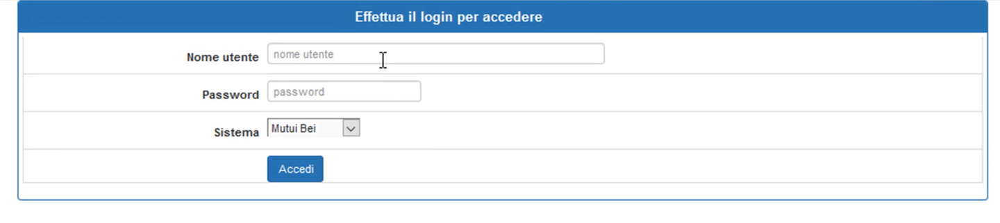 Effettua il login per accedere
Nome utente nome utente
Password password
Sistema Mutui Bei
Accedi